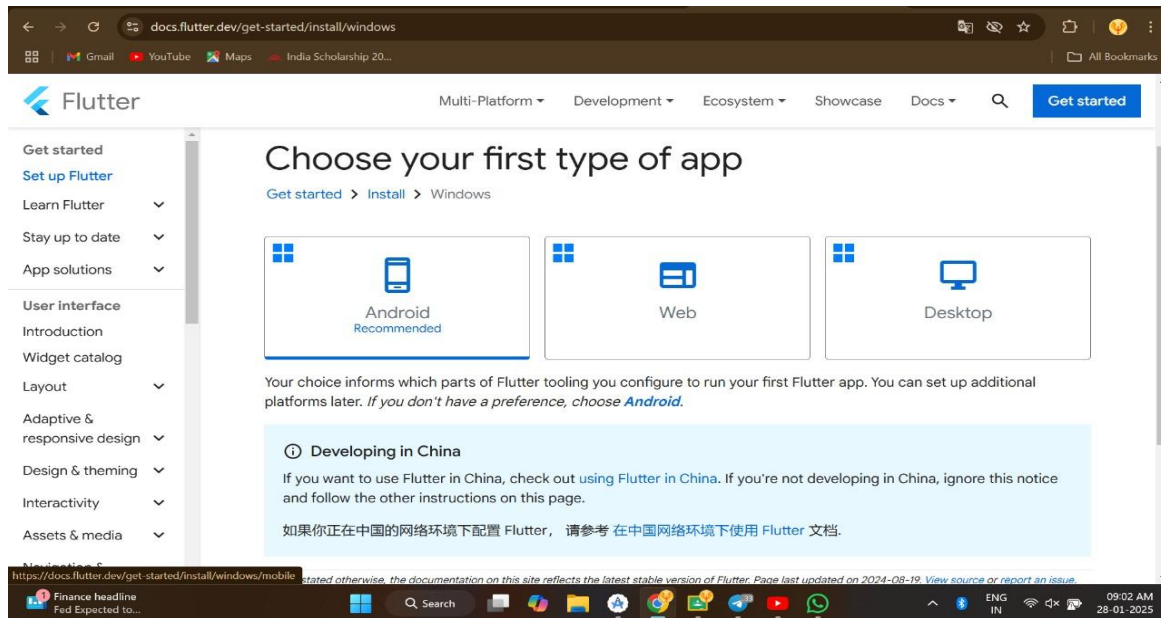 docs.flutter.dev/get-started/install/windows
Gmail
YouTube
Maps
India Scholarship 20...
All Bookmarks
Flutter
Multi-Platform
Development
Ecosystem
Showcase
Docs
Get started
Get started
Set up Flutter
Learn Flutter
Stay up to date
App solutions
User interface
Introduction
Widget catalog
Layout
Adaptive &
responsive design
Design & theming
Interactivity
Assets & media
Choose your first type of app
Get started > Install > Windows
Android
Recommended
Web
Desktop
Your choice informs which parts of Flutter tooling you configure to run your first Flutter app. You can set up additional
platforms later. If you don't have a preference, choose Android.
Developing in China
If you want to use Flutter in China, check out using Flutter in China. If you're not developing in China, ignore this notice
and follow the other instructions on this page.
如果你正在中国的网络环境下配置 Flutter， 请参考 在中国网络环境下使用 Flutter 文档.
https://docs.flutter.dev/get-started/install/windows/mobile
stated otherwise, the documentation on this site reflects the latest stable version of Flutter. Page last updated on 2024-08-19. View source or report an issue.
1
Finance headline
Fed Expected to...
Search
33
ENG
IN
09:02 AM
28-01-2025